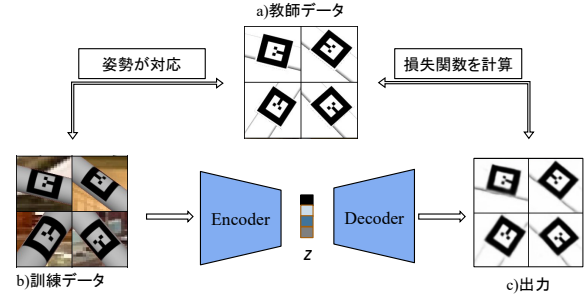 a)教師データ
姿勢が対応
損失関数を計算
Encoder
z
Decoder
b)訓練データ
c)出力